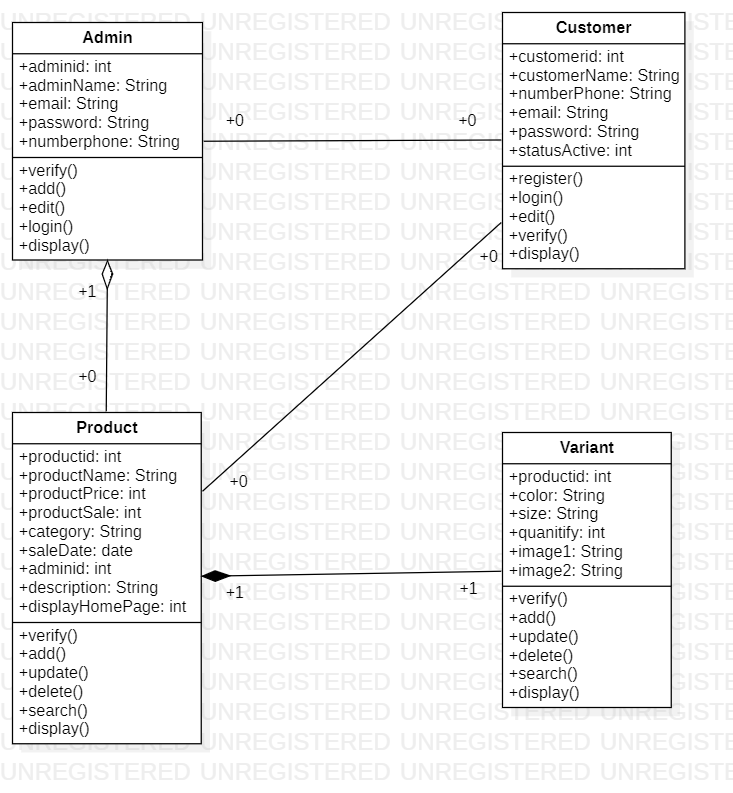 Admin
+adminid: int
+adminName: String
+email: String
+password: String
+numberphone: String
+verify()
+add()
+edit()
+login()
+display()
Customer
+customerid: int
+customerName: String
+numberPhone: String
+email: String
+password: String
+statusActive: int
+register()
+login()
+edit()
+verify()
+display()
+0
+0
+1
+0
+0
+0
Product
+productid: int
+productName: String
+productPrice: int
+productSale: int
+category: String
+saleDate: date
+adminid: int
+description: String
+displayHomePage: int
+verify()
+add()
+update()
+delete()
+search()
+display()
+1
+1
Variant
+productid: int
+color: String
+size: String
+quanitify: int
+image1: String
+image2: String
+verify()
+add()
+update()
+delete()
+search()
+display()
UNREGISTERED